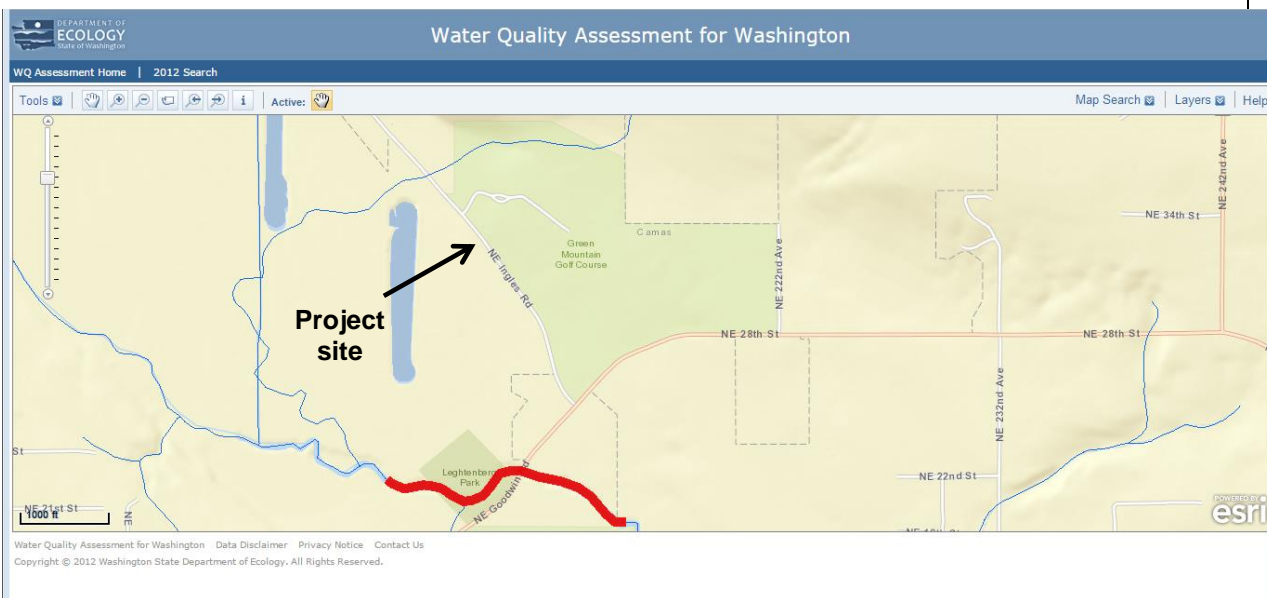 DEPARTMENT OF
ECOLOGY
State of Washington
Water Quality Assessment for Washington
WQ Assessment Home | 2012 Search
Tools
i
Active:
Map Search | Layers | Help
NE 242nd Ave
NE 34th St
Camas
Green
Mountain
Golf Course
NE Ingles Rd
NE 222nd Ave
Project
site
NE 28th St
NE 28th St
NE 232nd Ave
St
Leghtenberg
Park
NE Goodwin Rd
NE 22nd St
NE 21st St
1000 ft
NE
POWERED BY
esri
Water Quality Assessment for Washington Data Disclaimer Privacy Notice Contact Us
Copyright © 2012 Washington State Department of Ecology. All Rights Reserved.